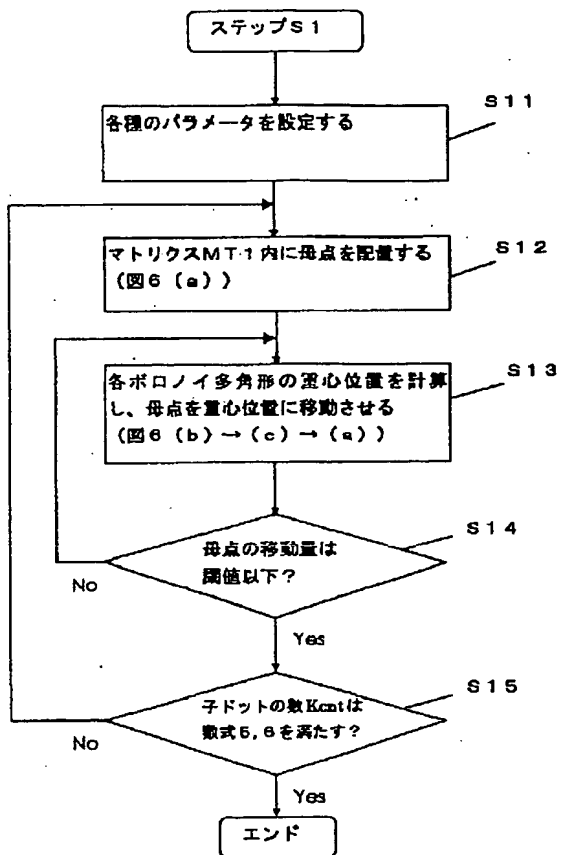 ステップS1
S11
各種のパラメータを設定する
S12
マトリクスMT-1内に母点を配置する
(図6(a))
S13
各ボロノイ多角形の重心位置を計算
し、母点を重心位置に移動させる
(図6(b)→(c)→(a))
S14
母点の移動量は
閾値以下?
No
Yes
S15
子ドットの数Kcntは
数式5,6を満たす?
No
Yes
エンド